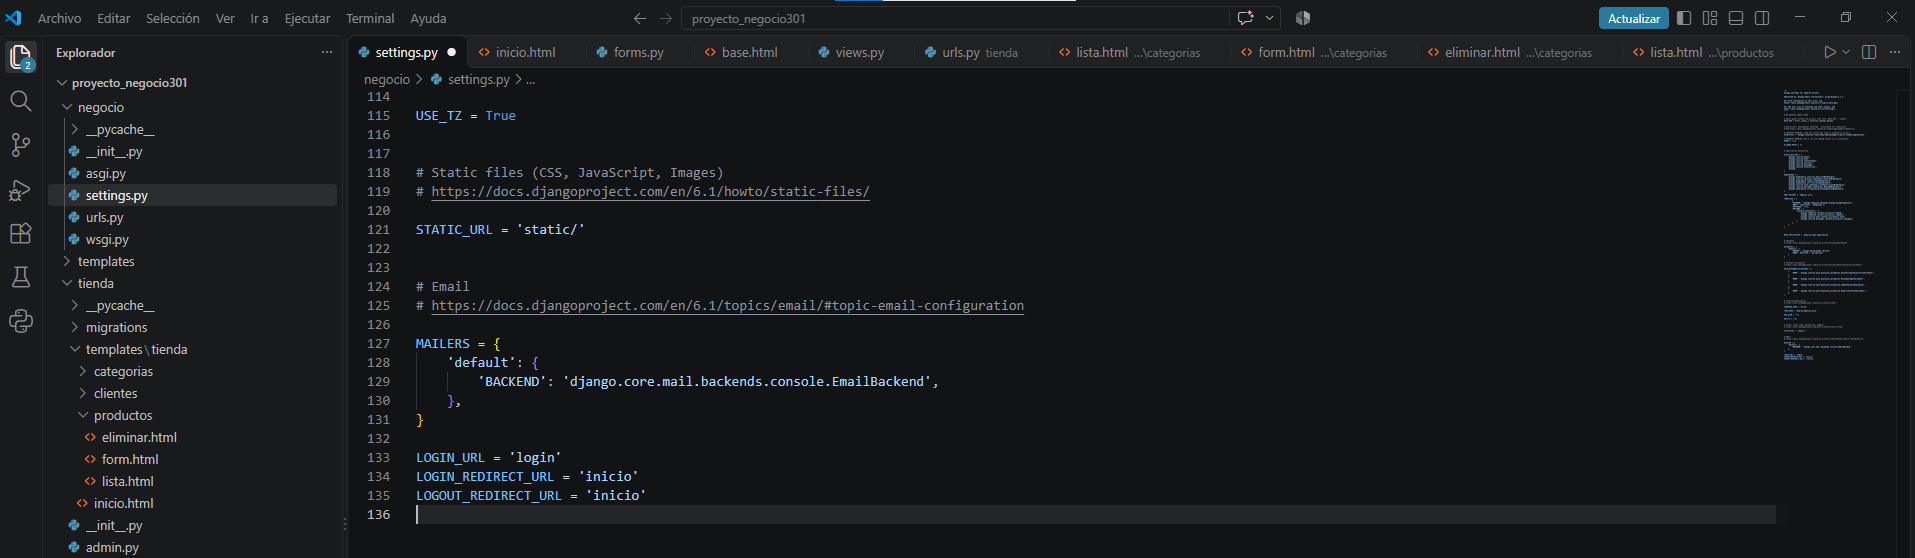 Archivo Editar Selección Ver Ir a Ejecutar Terminal Ayuda
proyecto_negocio301
Actualizar
Explorador
2
proyecto_negocio301
negocio
__pycache__
__init__.py
asgi.py
settings.py
urls.py
wsgi.py
templates
tienda
__pycache__
migrations
templates\tienda
categorias
clientes
productos
eliminar.html
form.html
lista.html
inicio.html
__init__.py
admin.py
settings.py inicio.html forms.py base.html views.py urls.py tienda lista.html ...\categorias form.html ...\categorias eliminar.html ...\categorias lista.html ...\productos
negocio > settings.py > ...
114
115 USE_TZ = True
116
117
118 # Static files (CSS, JavaScript, Images)
119 # https://docs.djangoproject.com/en/6.1/howto/static-files/
120
121 STATIC_URL = 'static/'
122
123
124 # Email
125 # https://docs.djangoproject.com/en/6.1/topics/email/#topic-email-configuration
126
127 MAILERS = {
128     'default': {
129         'BACKEND': 'django.core.mail.backends.console.EmailBackend',
130     },
131 }
132
133 LOGIN_URL = 'login'
134 LOGIN_REDIRECT_URL = 'inicio'
135 LOGOUT_REDIRECT_URL = 'inicio'
136